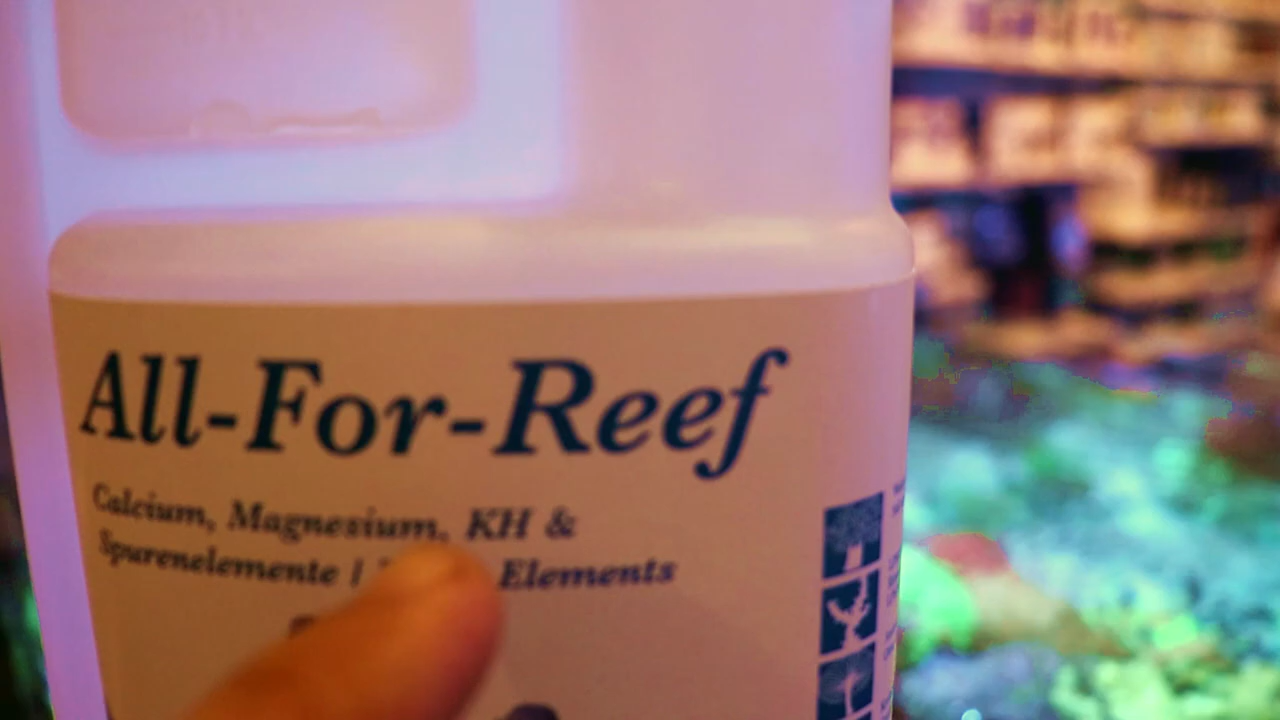 All-For-Reef
Calcium, Magnesium, KH &
Spurenelemente | Elements